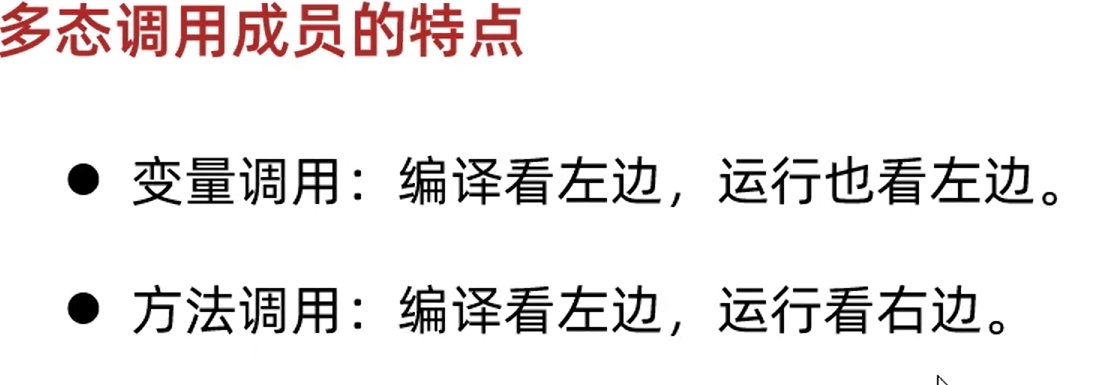 多态调用成员的特点
● 变量调用：编译看左边，运行也看左边。
● 方法调用：编译看左边，运行看右边。